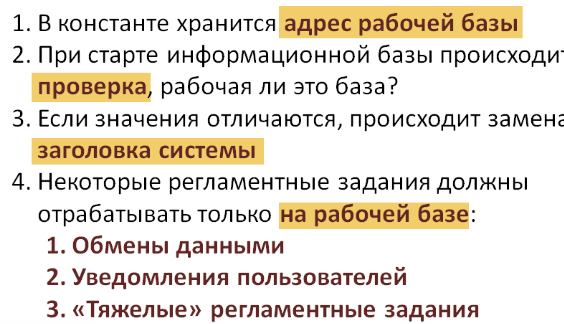 1. В константе хранится адрес рабочей базы
2. При старте информационной базы происходит
проверка, рабочая ли это база?
3. Если значения отличаются, происходит замена
заголовка системы
4. Некоторые регламентные задания должны
отрабатывать только на рабочей базе:
1. Обмены данными
2. Уведомления пользователей
3. «Тяжелые» регламентные задания